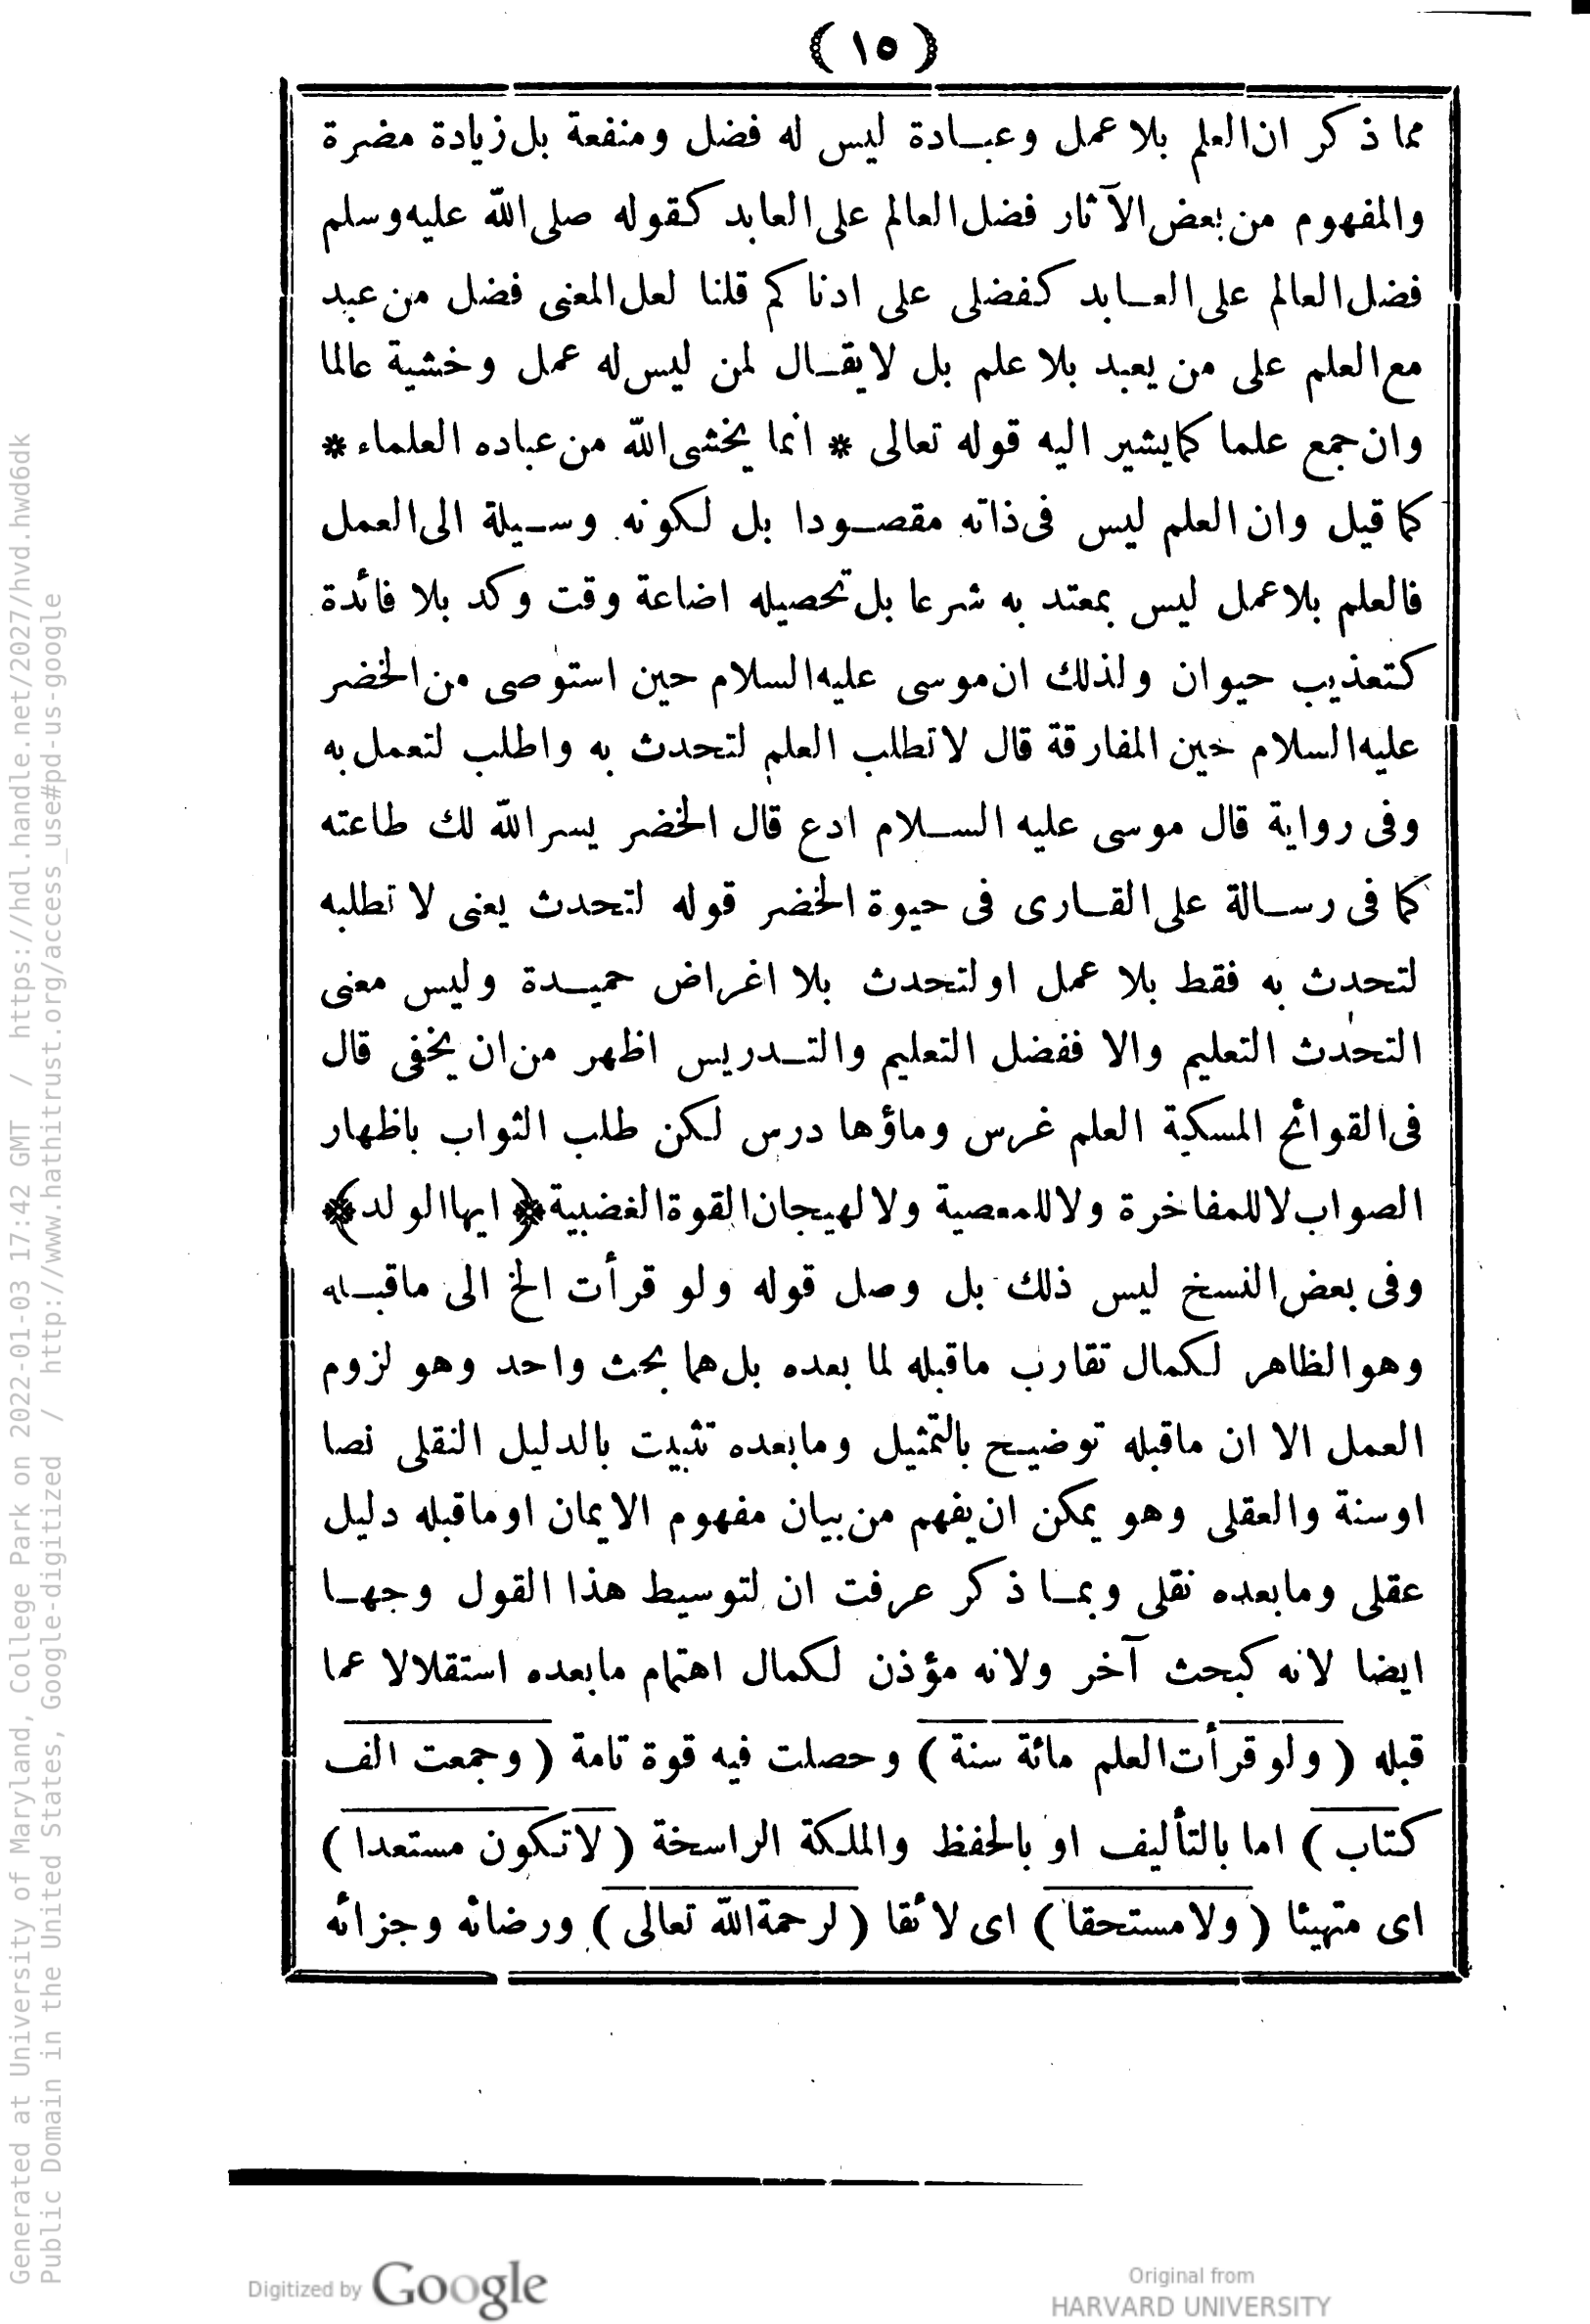 ( ١٥ )
مما ذكر ان العلم بلا عمل وعبادة ليس له فضل ومنفعة بل زيادة مضرة
والمفهوم من بعض الآثار فضل العالم على العابد كقوله صلى الله عليه وسلم
فضل العالم على العابد كفضلى على ادناكم قلنا لعل المعنى فضل من عبد
مع العلم على من يعبد بلا علم بل لا يقال لمن ليس له عمل وخشية عالما
وان جمع علما كما يشير اليه قوله تعالى * انما يخشى الله من عباده العلماء *
كما قيل وان العلم ليس فى ذاته مقصودا بل لكونه وسيلة الى العمل
فالعلم بلا عمل ليس بمعتد به شرعا بل تحصيله اضاعة وقت وكد بلا فائدة
كتعذيب حيوان ولذلك ان موسى عليه السلام حين استوصى من الخضر
عليه السلام حين المفارقة قال لا تطلب العلم لتحدث به واطلب لتعمل به
وفى رواية قال موسى عليه السلام ادع قال الخضر يسر الله لك طاعته
كما فى رسالة على القارى فى حيوة الخضر قوله لتحدث يعنى لا تطلبه
لتحدث به فقط بلا عمل او لتحدث بلا اغراض حميدة وليس معنى
التحدث التعليم والا ففضل التعليم والتدريس اظهر من ان يخفى قال
فى القوائح المسكية العلم غرس وماؤها درس لكن طلب الثواب باظهار
الصواب لا للمفاخرة ولا للمعصية ولا لهيجان القوة الغضبية ﴿ ايها الولد ﴾
وفى بعض النسخ ليس ذلك بل وصل قوله ولو قرأت الخ الى ماقبله
وهو الظاهر لكمال تقارب ماقبله لما بعده بل هما بحث واحد وهو لزوم
العمل الا ان ماقبله توضيح بالتمثيل ومابعده تثبيت بالدليل النقلى نصا
او سنة والعقلى وهو يمكن ان يفهم من بيان مفهوم الايمان او ماقبله دليل
عقلى ومابعده نقلى وبما ذكر عرفت ان لتوسيط هذا القول وجها
ايضا لانه كبحث آخر ولانه مؤذن لكمال اهتمام مابعده استقلالا عما
قبله ( ولو قرأت العلم مائة سنة ) وحصلت فيه قوة تامة ( وجمعت الف
كتاب ) اما بالتأليف او بالحفظ والملكة الراسخة ( لا تكون مستعدا )
اى متهيئا ( ولا مستحقا ) اى لائقا ( لرحمة الله تعالى ) ورضائه وجزائه
Generated at University of Maryland, College Park on 2022-01-03 17:42 GMT / https://hdl.handle.net/2027/hvd.hwd6dk
Public Domain in the United States, Google-digitized / http://www.hathitrust.org/access_use#pd-us-google
Digitized by Google
Original from
HARVARD UNIVERSITY